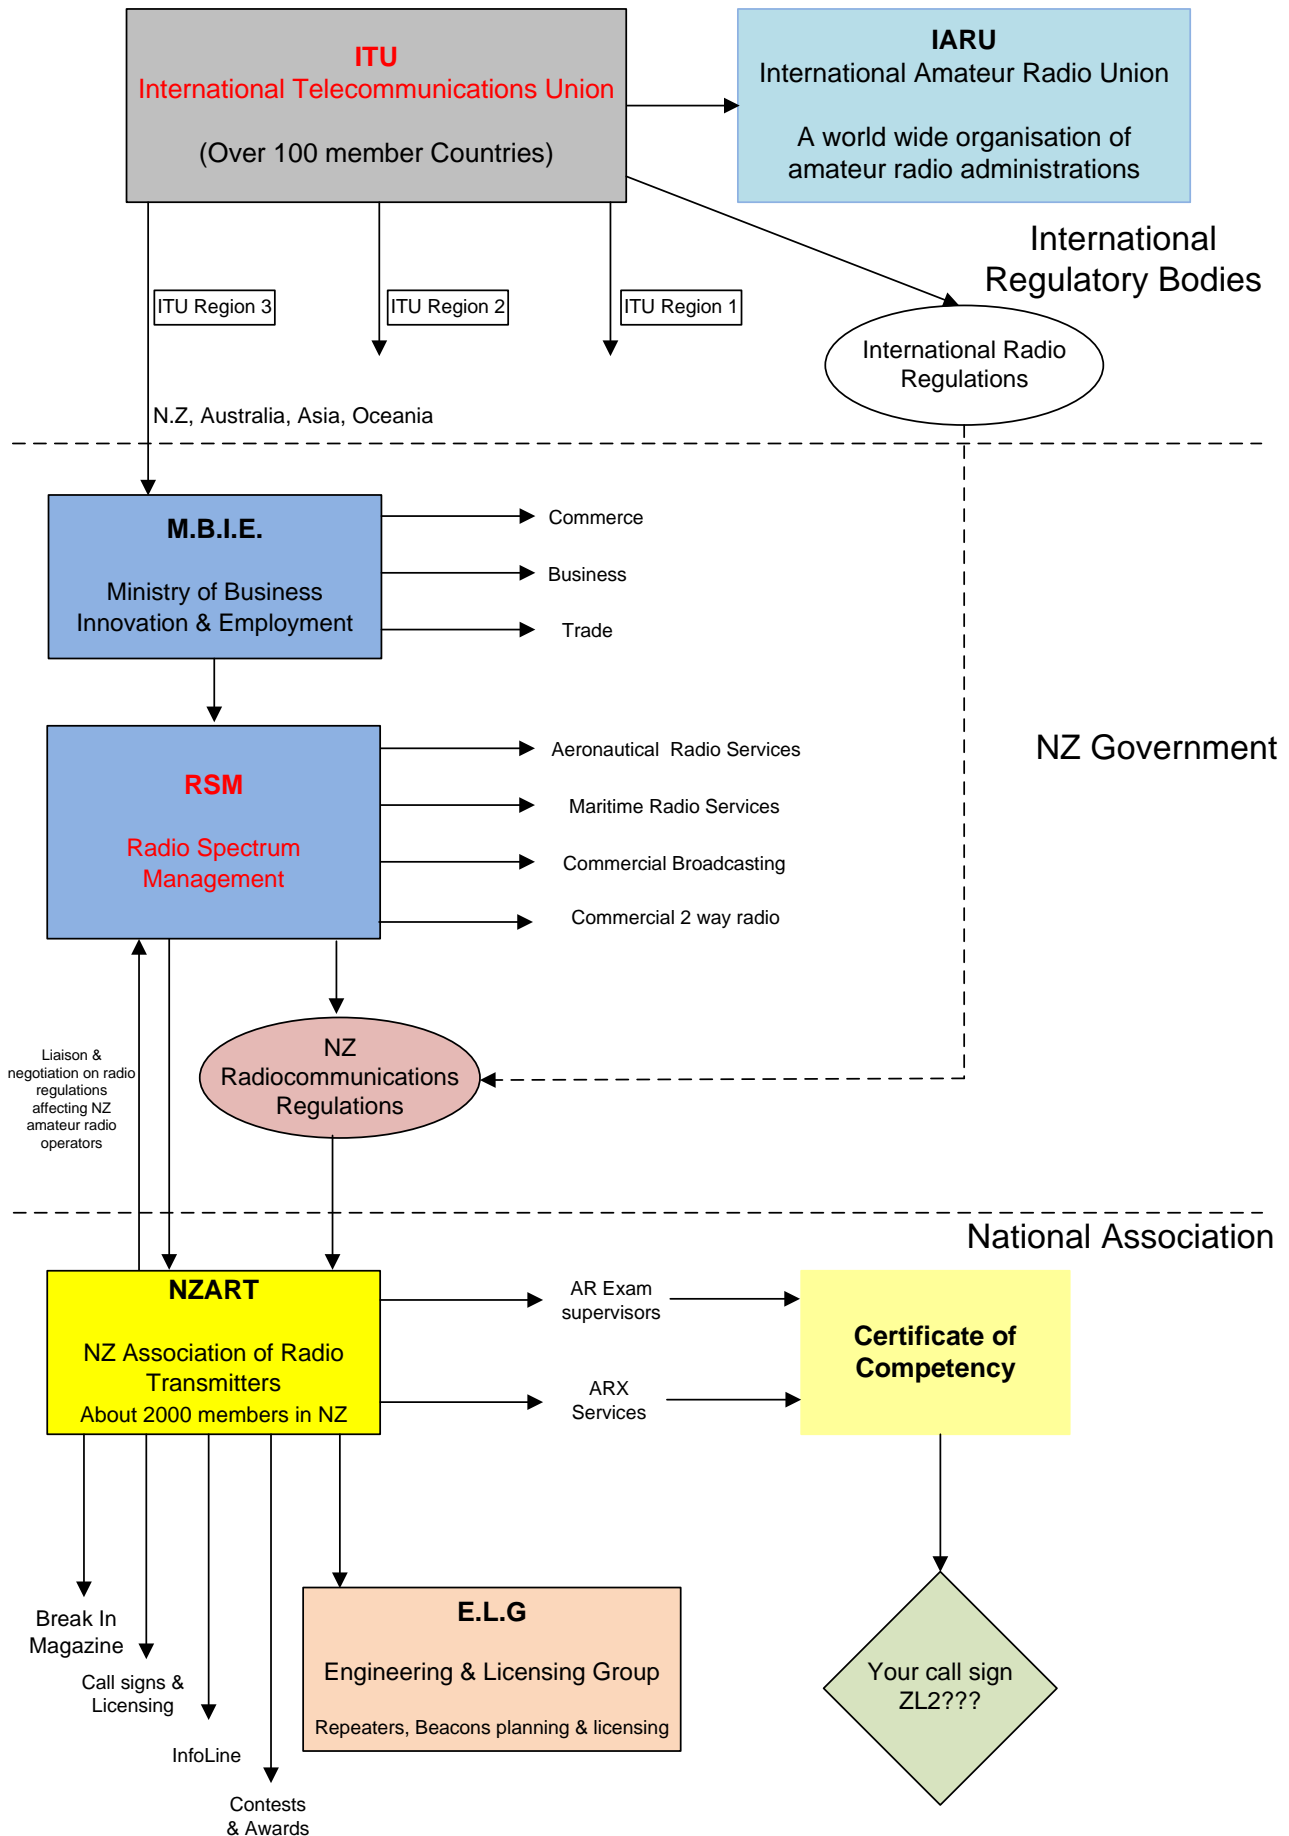 ITU
International Telecommunications Union
(Over 100 member Countries)
IARU
International Amateur Radio Union
A world wide organisation of
amateur radio administrations
International
Regulatory Bodies
ITU Region 3
ITU Region 2
ITU Region 1
International Radio
Regulations
N.Z, Australia, Asia, Oceania
M.B.I.E.
Ministry of Business
Innovation & Employment
Commerce
Business
Trade
NZ Government
RSM
Radio Spectrum
Management
Aeronautical  Radio Services
Maritime Radio Services
Commercial Broadcasting
Commercial 2 way radio
Liaison &
negotiation on radio
regulations
affecting NZ
amateur radio
operators
NZ
Radiocommunications
Regulations
National Association
NZART
NZ Association of Radio
Transmitters
About 2000 members in NZ
AR Exam
supervisors
ARX
Services
Certificate of
Competency
Break In
Magazine
Call signs &
Licensing
InfoLine
Contests
& Awards
E.L.G
Engineering & Licensing Group
Repeaters, Beacons planning & licensing
Your call sign
ZL2???